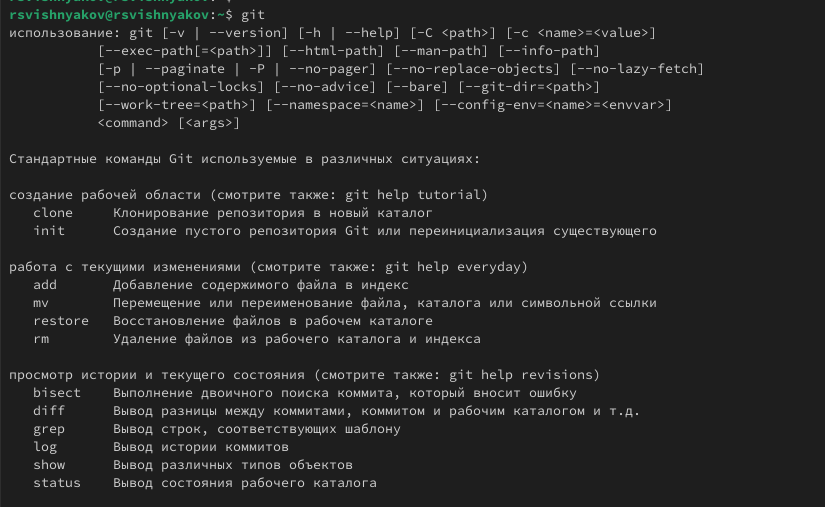 rsvishnyakov@rsvishnyakov:~$ git
использование: git [-v | --version] [-h | --help] [-C <path>] [-c <name>=<value>]
           [--exec-path[=<path>]] [--html-path] [--man-path] [--info-path]
           [-p | --paginate | -P | --no-pager] [--no-replace-objects] [--no-lazy-fetch]
           [--no-optional-locks] [--no-advice] [--bare] [--git-dir=<path>]
           [--work-tree=<path>] [--namespace=<name>] [--config-env=<name>=<envvar>]
           <command> [<args>]

Стандартные команды Git используемые в различных ситуациях:

создание рабочей области (смотрите также: git help tutorial)
   clone     Клонирование репозитория в новый каталог
   init      Создание пустого репозитория Git или переинициализация существующего

работа с текущими изменениями (смотрите также: git help everyday)
   add       Добавление содержимого файла в индекс
   mv        Перемещение или переименование файла, каталога или символьной ссылки
   restore   Восстановление файлов в рабочем каталоге
   rm        Удаление файлов из рабочего каталога и индекса

просмотр истории и текущего состояния (смотрите также: git help revisions)
   bisect    Выполнение двоичного поиска коммита, который вносит ошибку
   diff      Вывод разницы между коммитами, коммитом и рабочим каталогом и т.д.
   grep      Вывод строк, соответствующих шаблону
   log       Вывод истории коммитов
   show      Вывод различных типов объектов
   status    Вывод состояния рабочего каталога